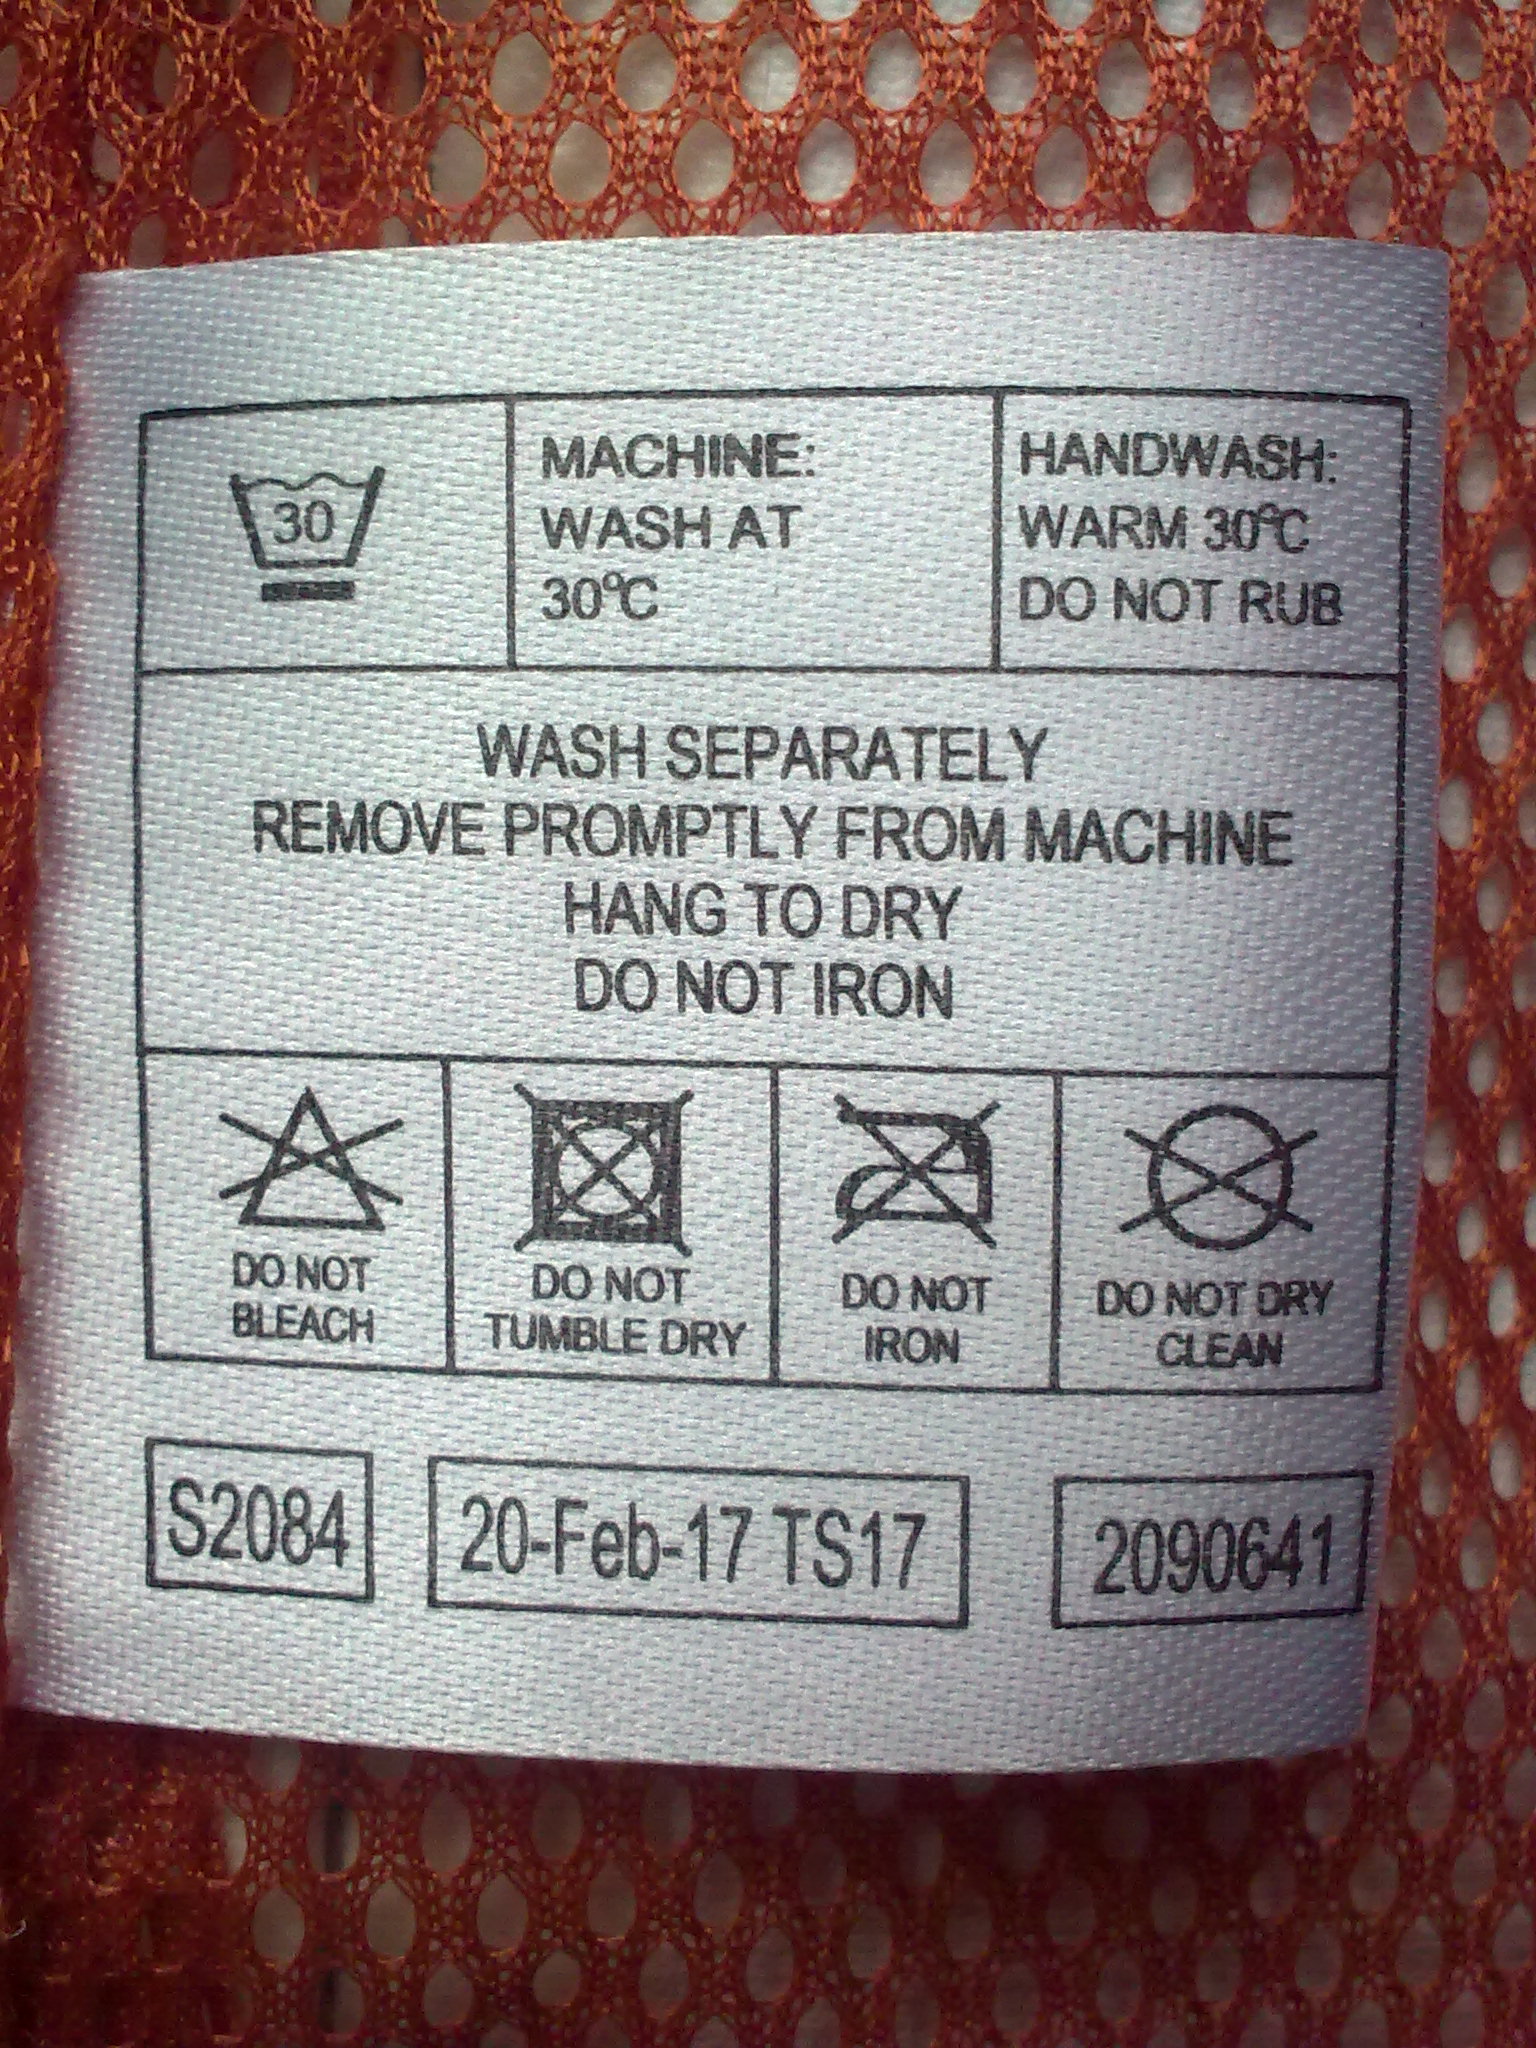 30
MACHINE:
WASH AT
30°C
HANDWASH:
WARM 30°C
DO NOT RUB
WASH SEPARATELY
REMOVE PROMPTLY FROM MACHINE
HANG TO DRY
DO NOT IRON
DO NOT
BLEACH
DO NOT
TUMBLE DRY
DO NOT
IRON
DO NOT DRY
CLEAN
S2084
20-Feb-17 TS17
2090641